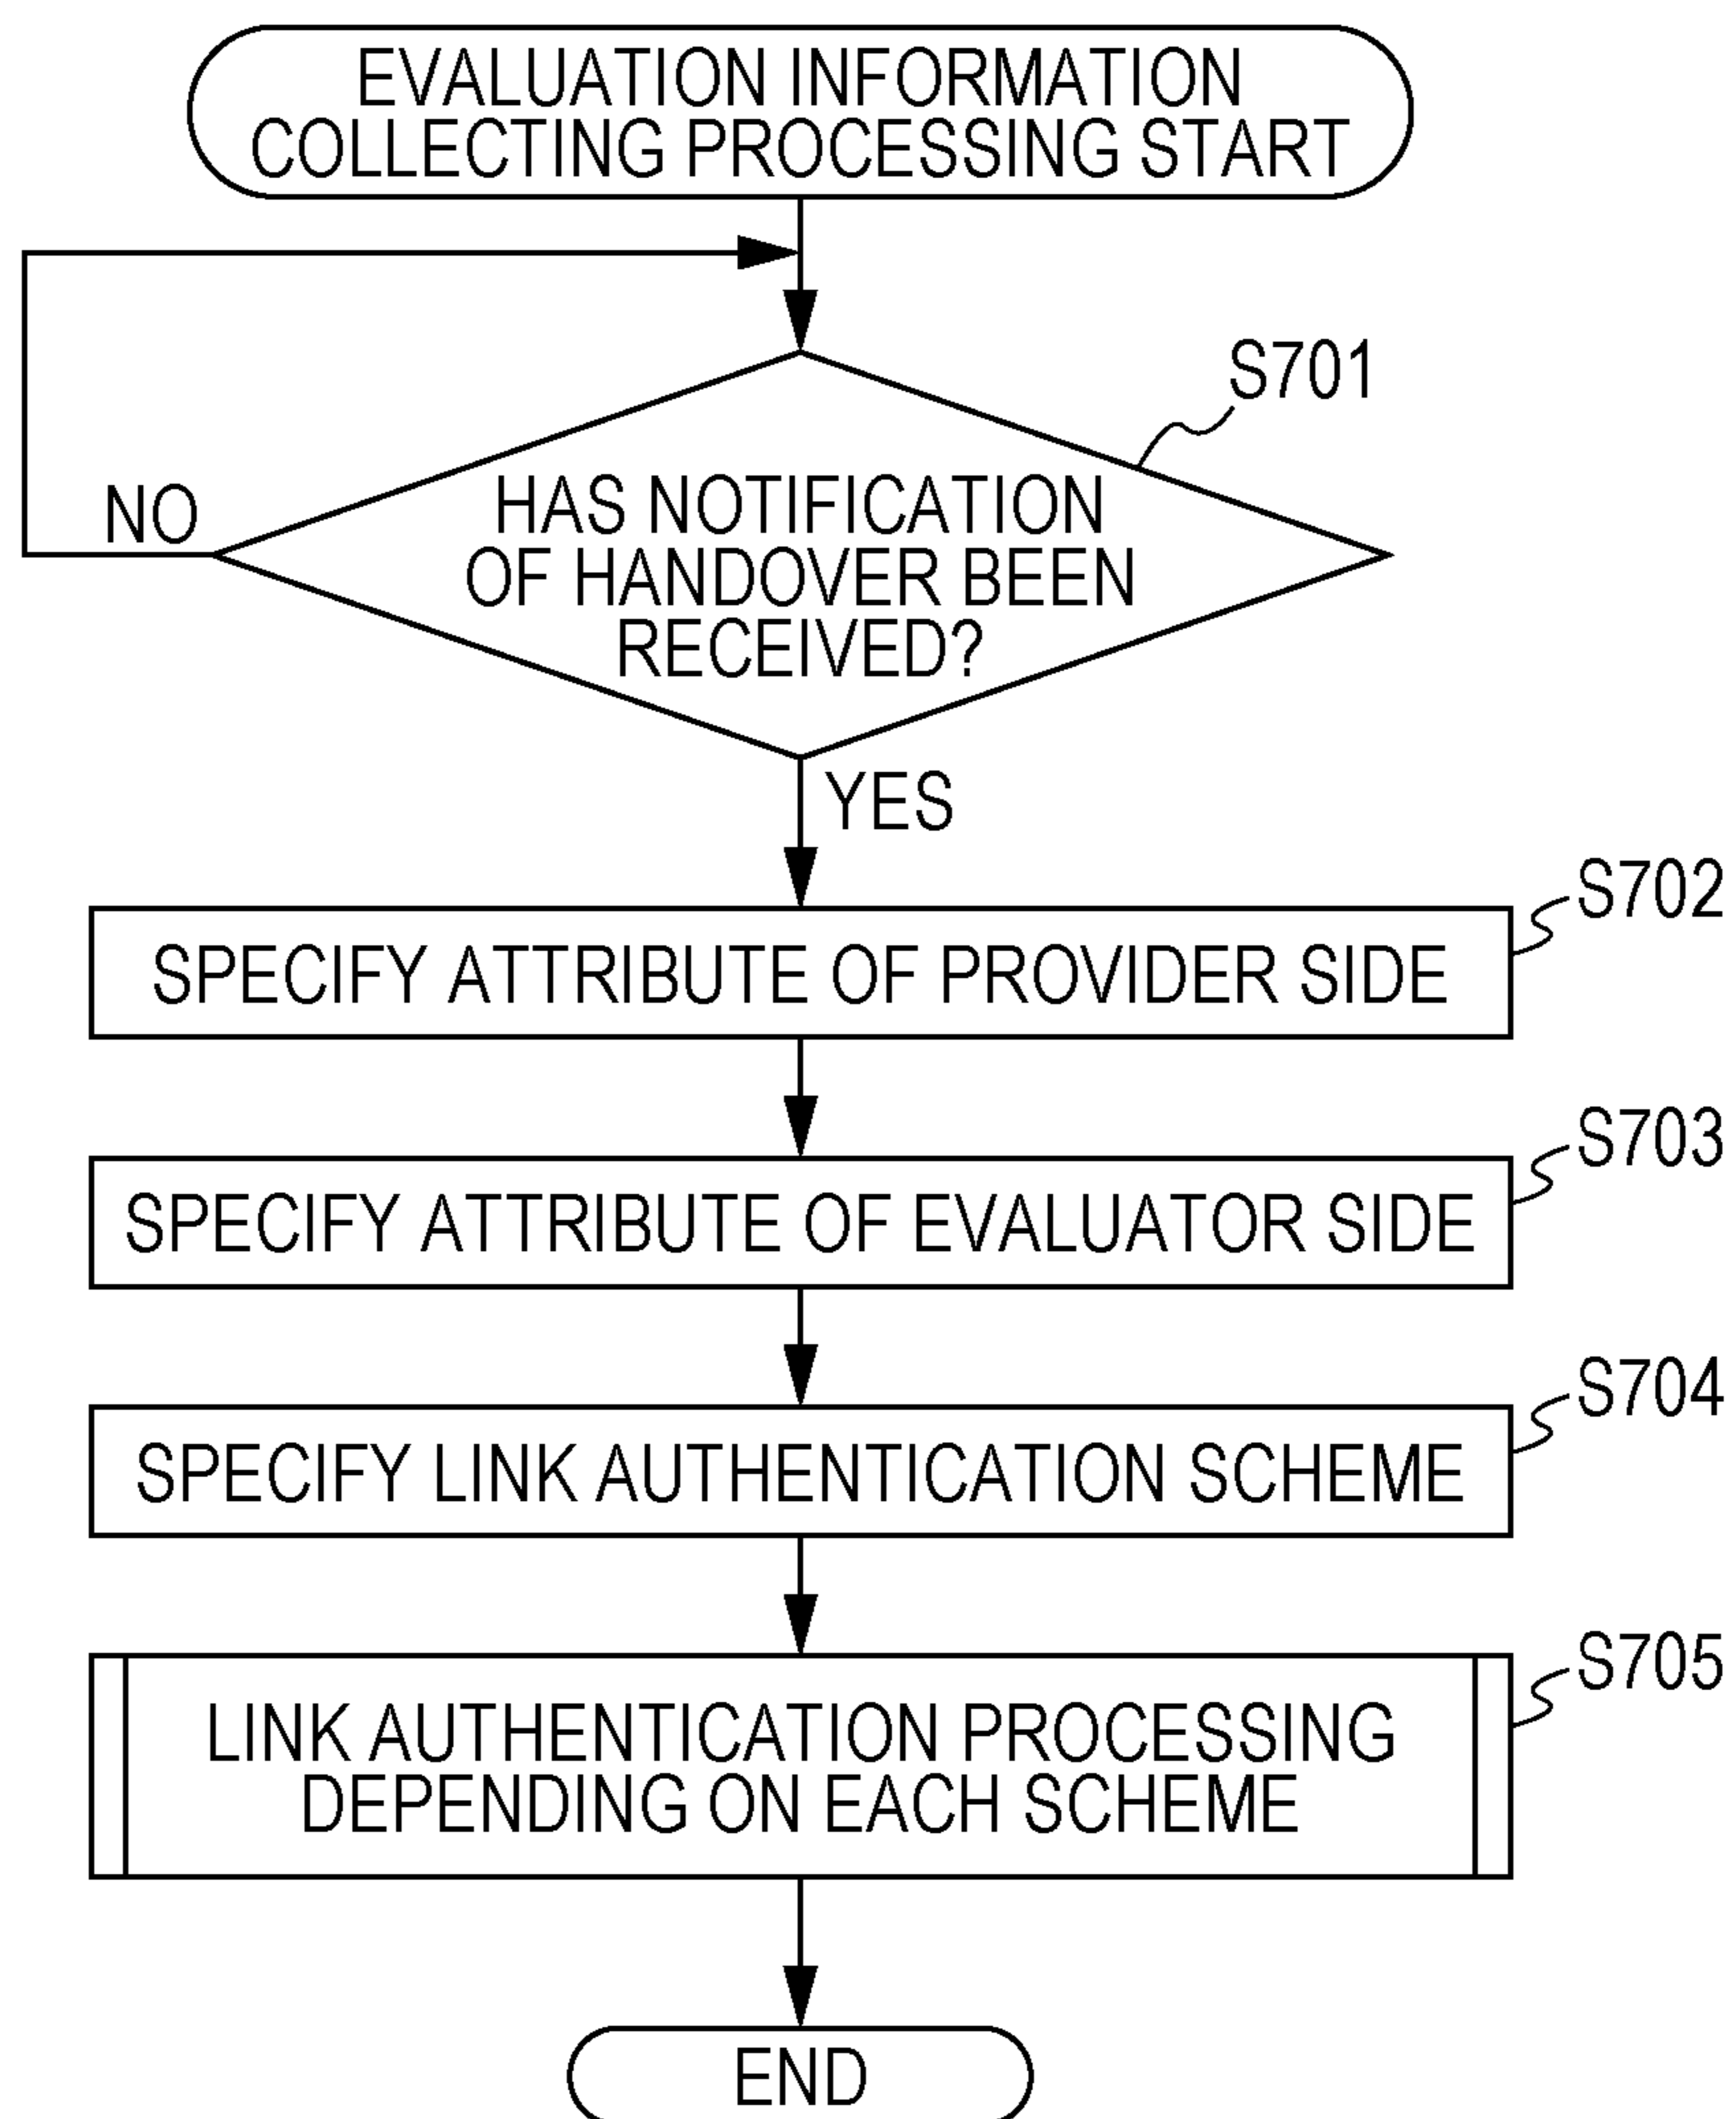 EVALUATION INFORMATION
COLLECTING PROCESSING START
S701
HAS NOTIFICATION
OF HANDOVER BEEN
RECEIVED?
NO
YES
S702
SPECIFY ATTRIBUTE OF PROVIDER SIDE
S703
SPECIFY ATTRIBUTE OF EVALUATOR SIDE
S704
SPECIFY LINK AUTHENTICATION SCHEME
S705
LINK AUTHENTICATION PROCESSING
DEPENDING ON EACH SCHEME
END